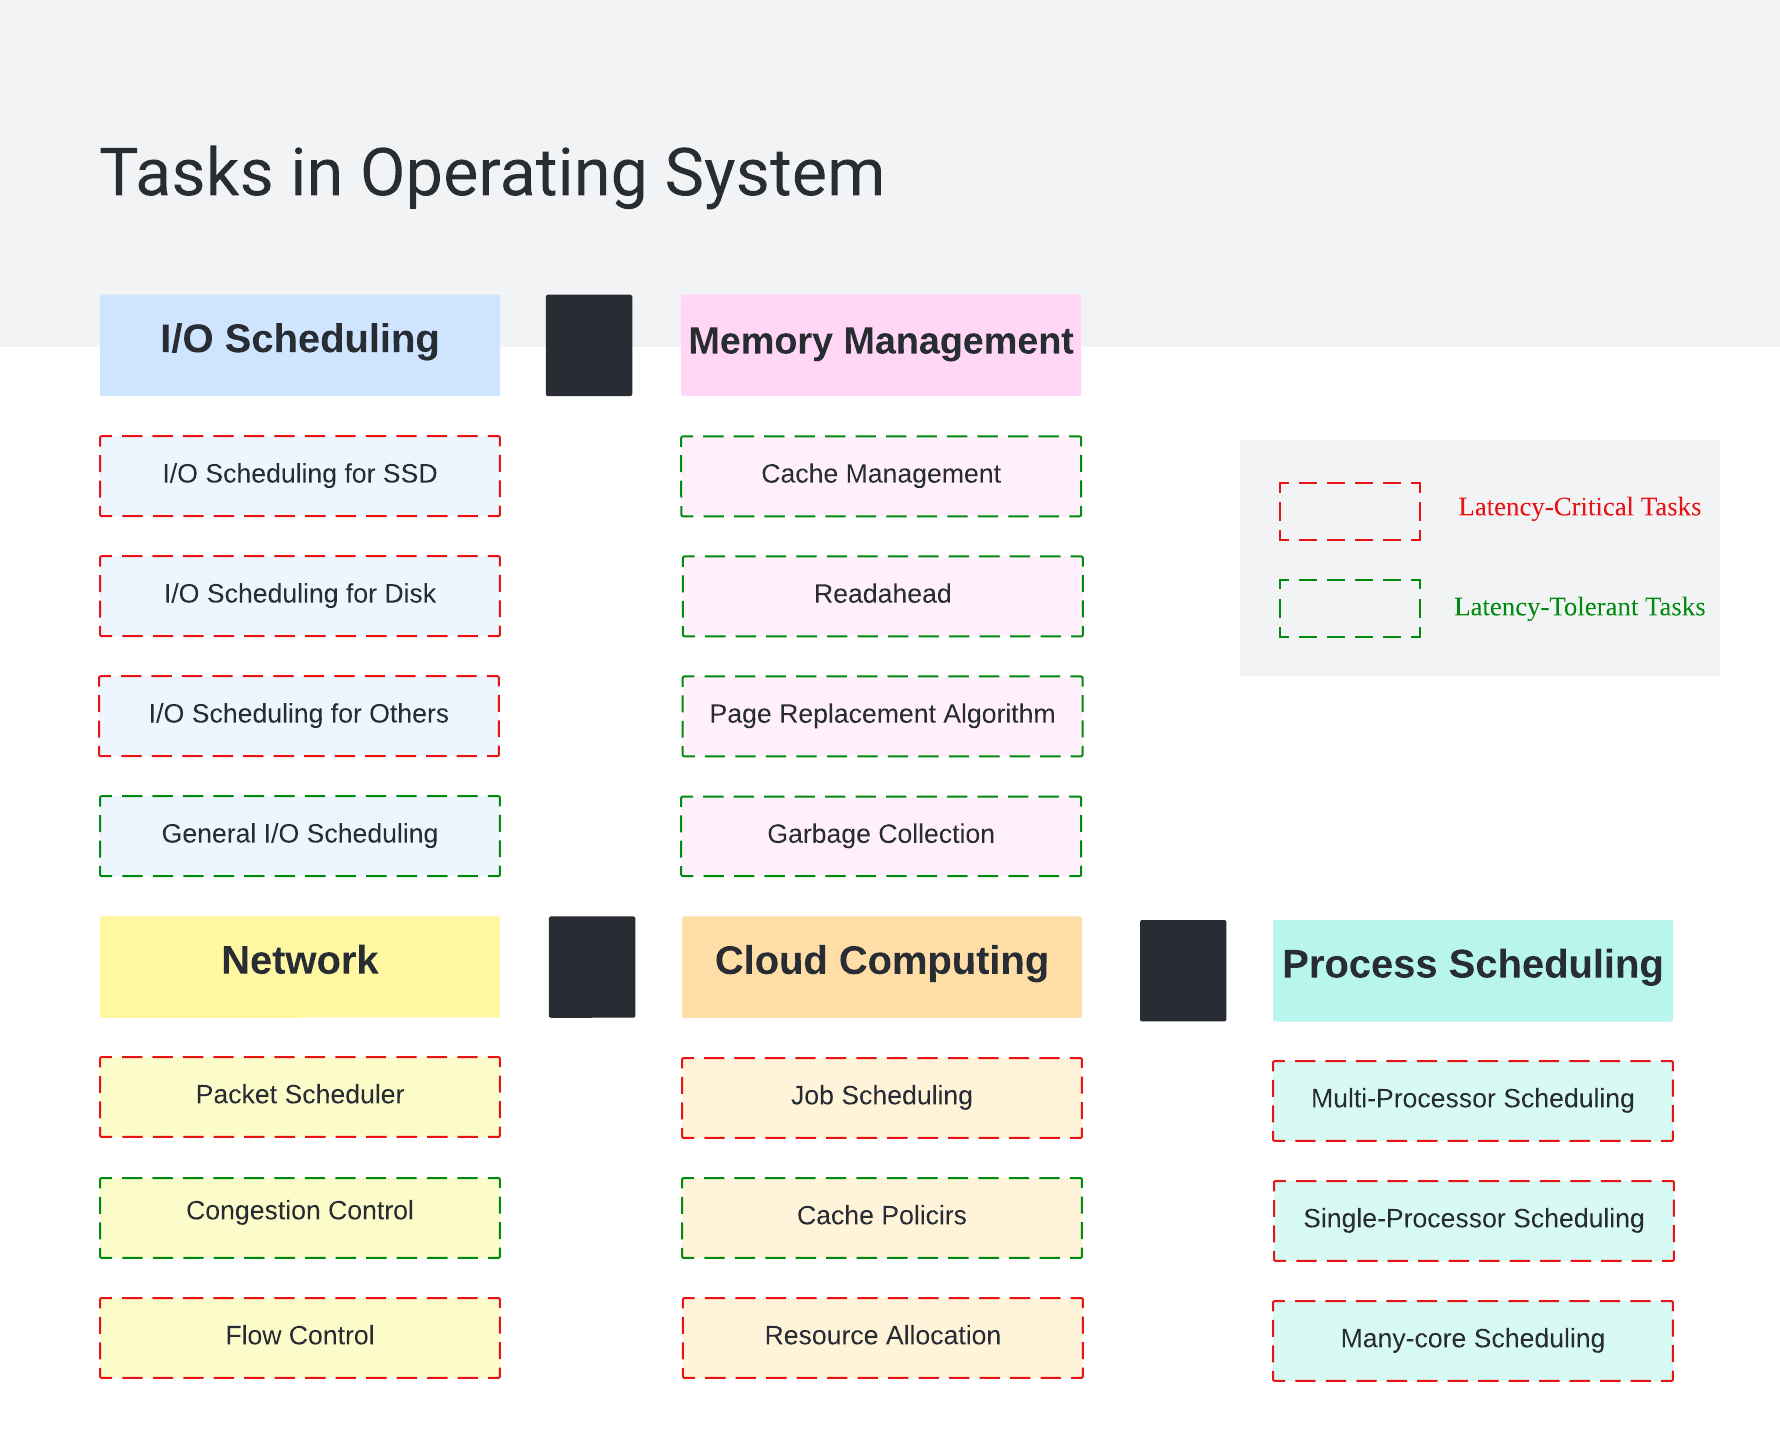 Tasks in Operating System
I/O Scheduling
Memory Management
I/O Scheduling for SSD
Cache Management
Latency-Critical Tasks
I/O Scheduling for Disk
Readahead
Latency-Tolerant Tasks
I/O Scheduling for Others
Page Replacement Algorithm
General I/O Scheduling
Garbage Collection
Network
Cloud Computing
Process Scheduling
Packet Scheduler
Job Scheduling
Multi-Processor Scheduling
Congestion Control
Cache Policirs
Single-Processor Scheduling
Flow Control
Resource Allocation
Many-core Scheduling